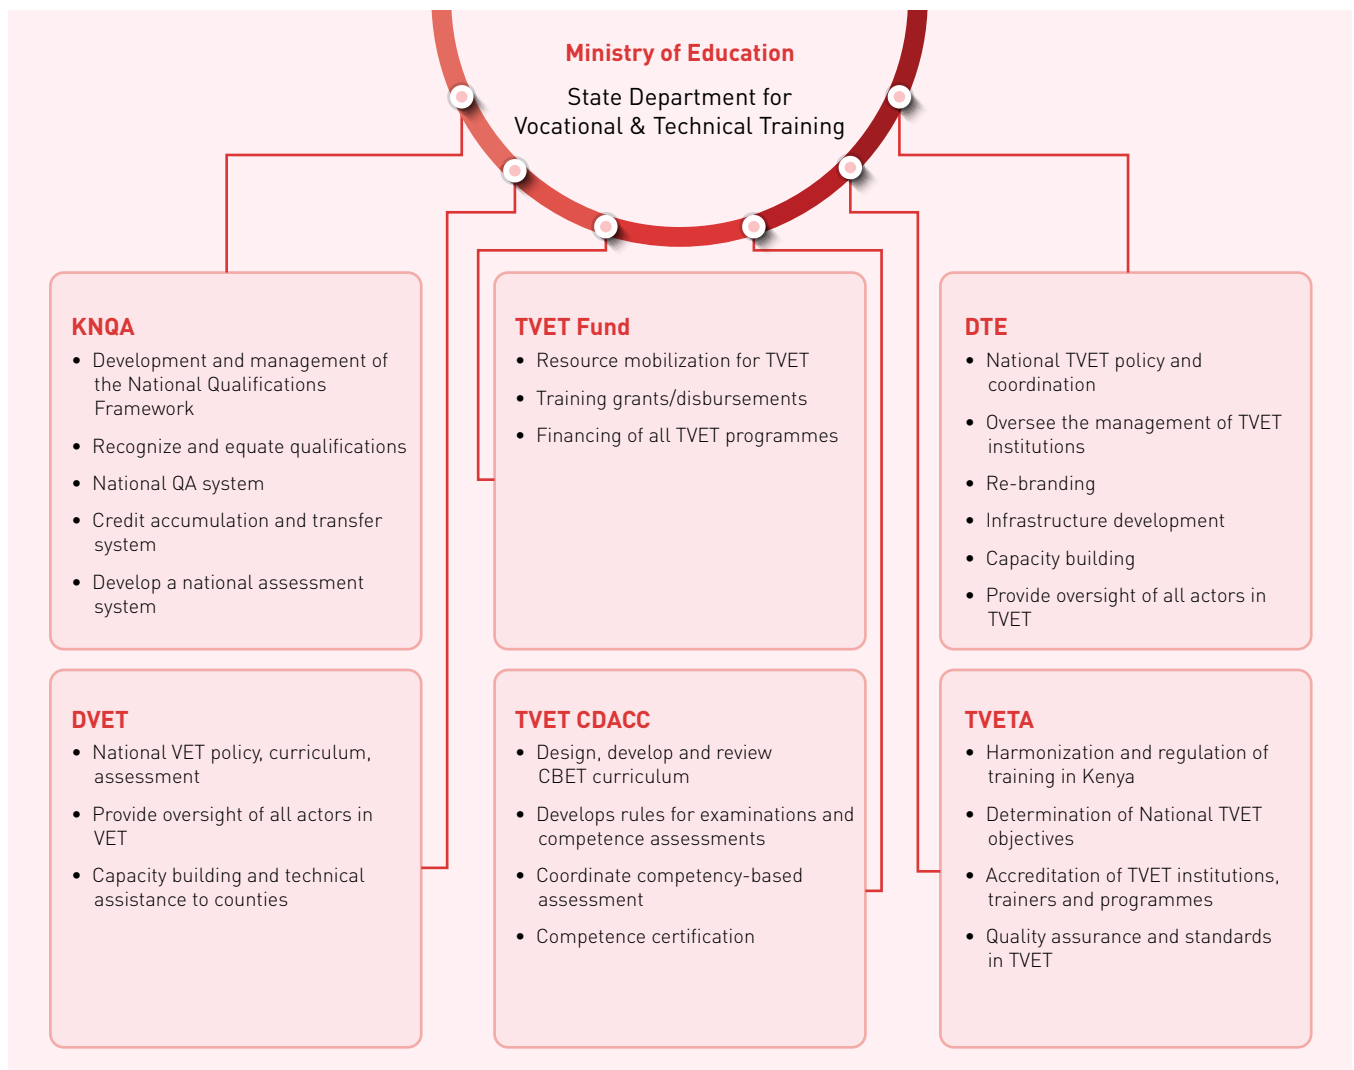 Ministry of Education
State Department for
Vocational & Technical Training
KNQA
• Development and management of
the National Qualifications
Framework
• Recognize and equate qualifications
• National QA system
• Credit accumulation and transfer
system
• Develop a national assessment
system
TVET Fund
• Resource mobilization for TVET
• Training grants/disbursements
• Financing of all TVET programmes
DTE
• National TVET policy and
coordination
• Oversee the management of TVET
institutions
• Re-branding
• Infrastructure development
• Capacity building
• Provide oversight of all actors in
TVET
DVET
• National VET policy, curriculum,
assessment
• Provide oversight of all actors in
VET
• Capacity building and technical
assistance to counties
TVET CDACC
• Design, develop and review
CBET curriculum
• Develops rules for examinations and
competence assessments
• Coordinate competency-based
assessment
• Competence certification
TVETA
• Harmonization and regulation of
training in Kenya
• Determination of National TVET
objectives
• Accreditation of TVET institutions,
trainers and programmes
• Quality assurance and standards
in TVET